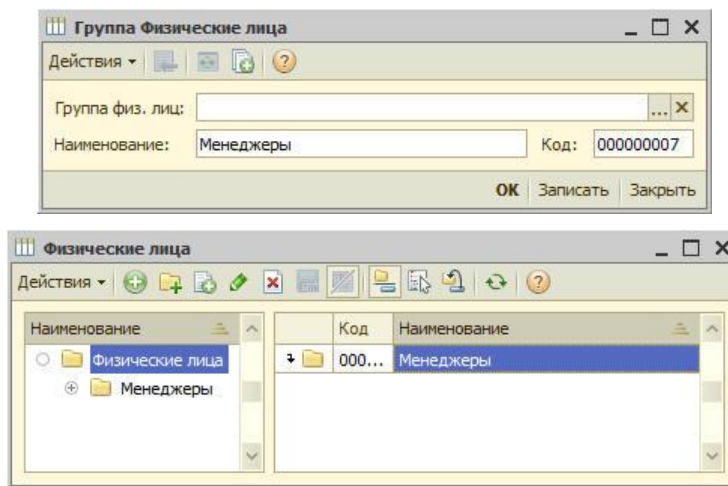 Группа Физические лица
Действия
Группа физ. лиц:
Наименование: Менеджеры Код: 000000007
ОК Записать Закрыть
Физические лица
Действия
Наименование Код Наименование
Физические лица 000... Менеджеры
Менеджеры